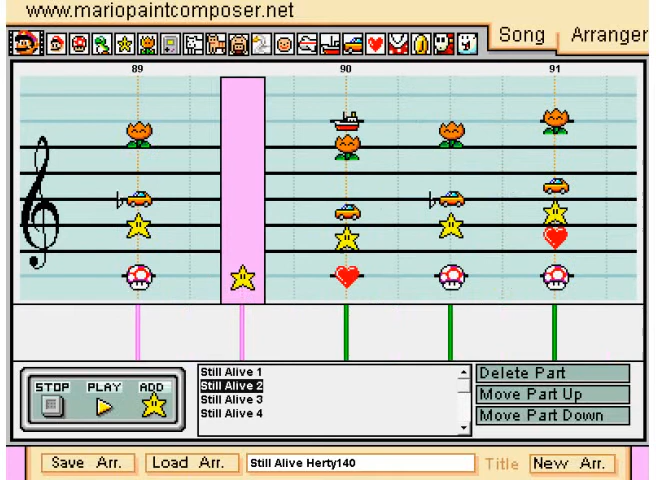 www.mariopaintcomposer.net
Song Arranger
89 90 91
STOP PLAY ADD
Still Alive 1
Still Alive 2
Still Alive 3
Still Alive 4
Delete Part
Move Part Up
Move Part Down
Save Arr. Load Arr. Still Alive Herty140 Title New Arr.